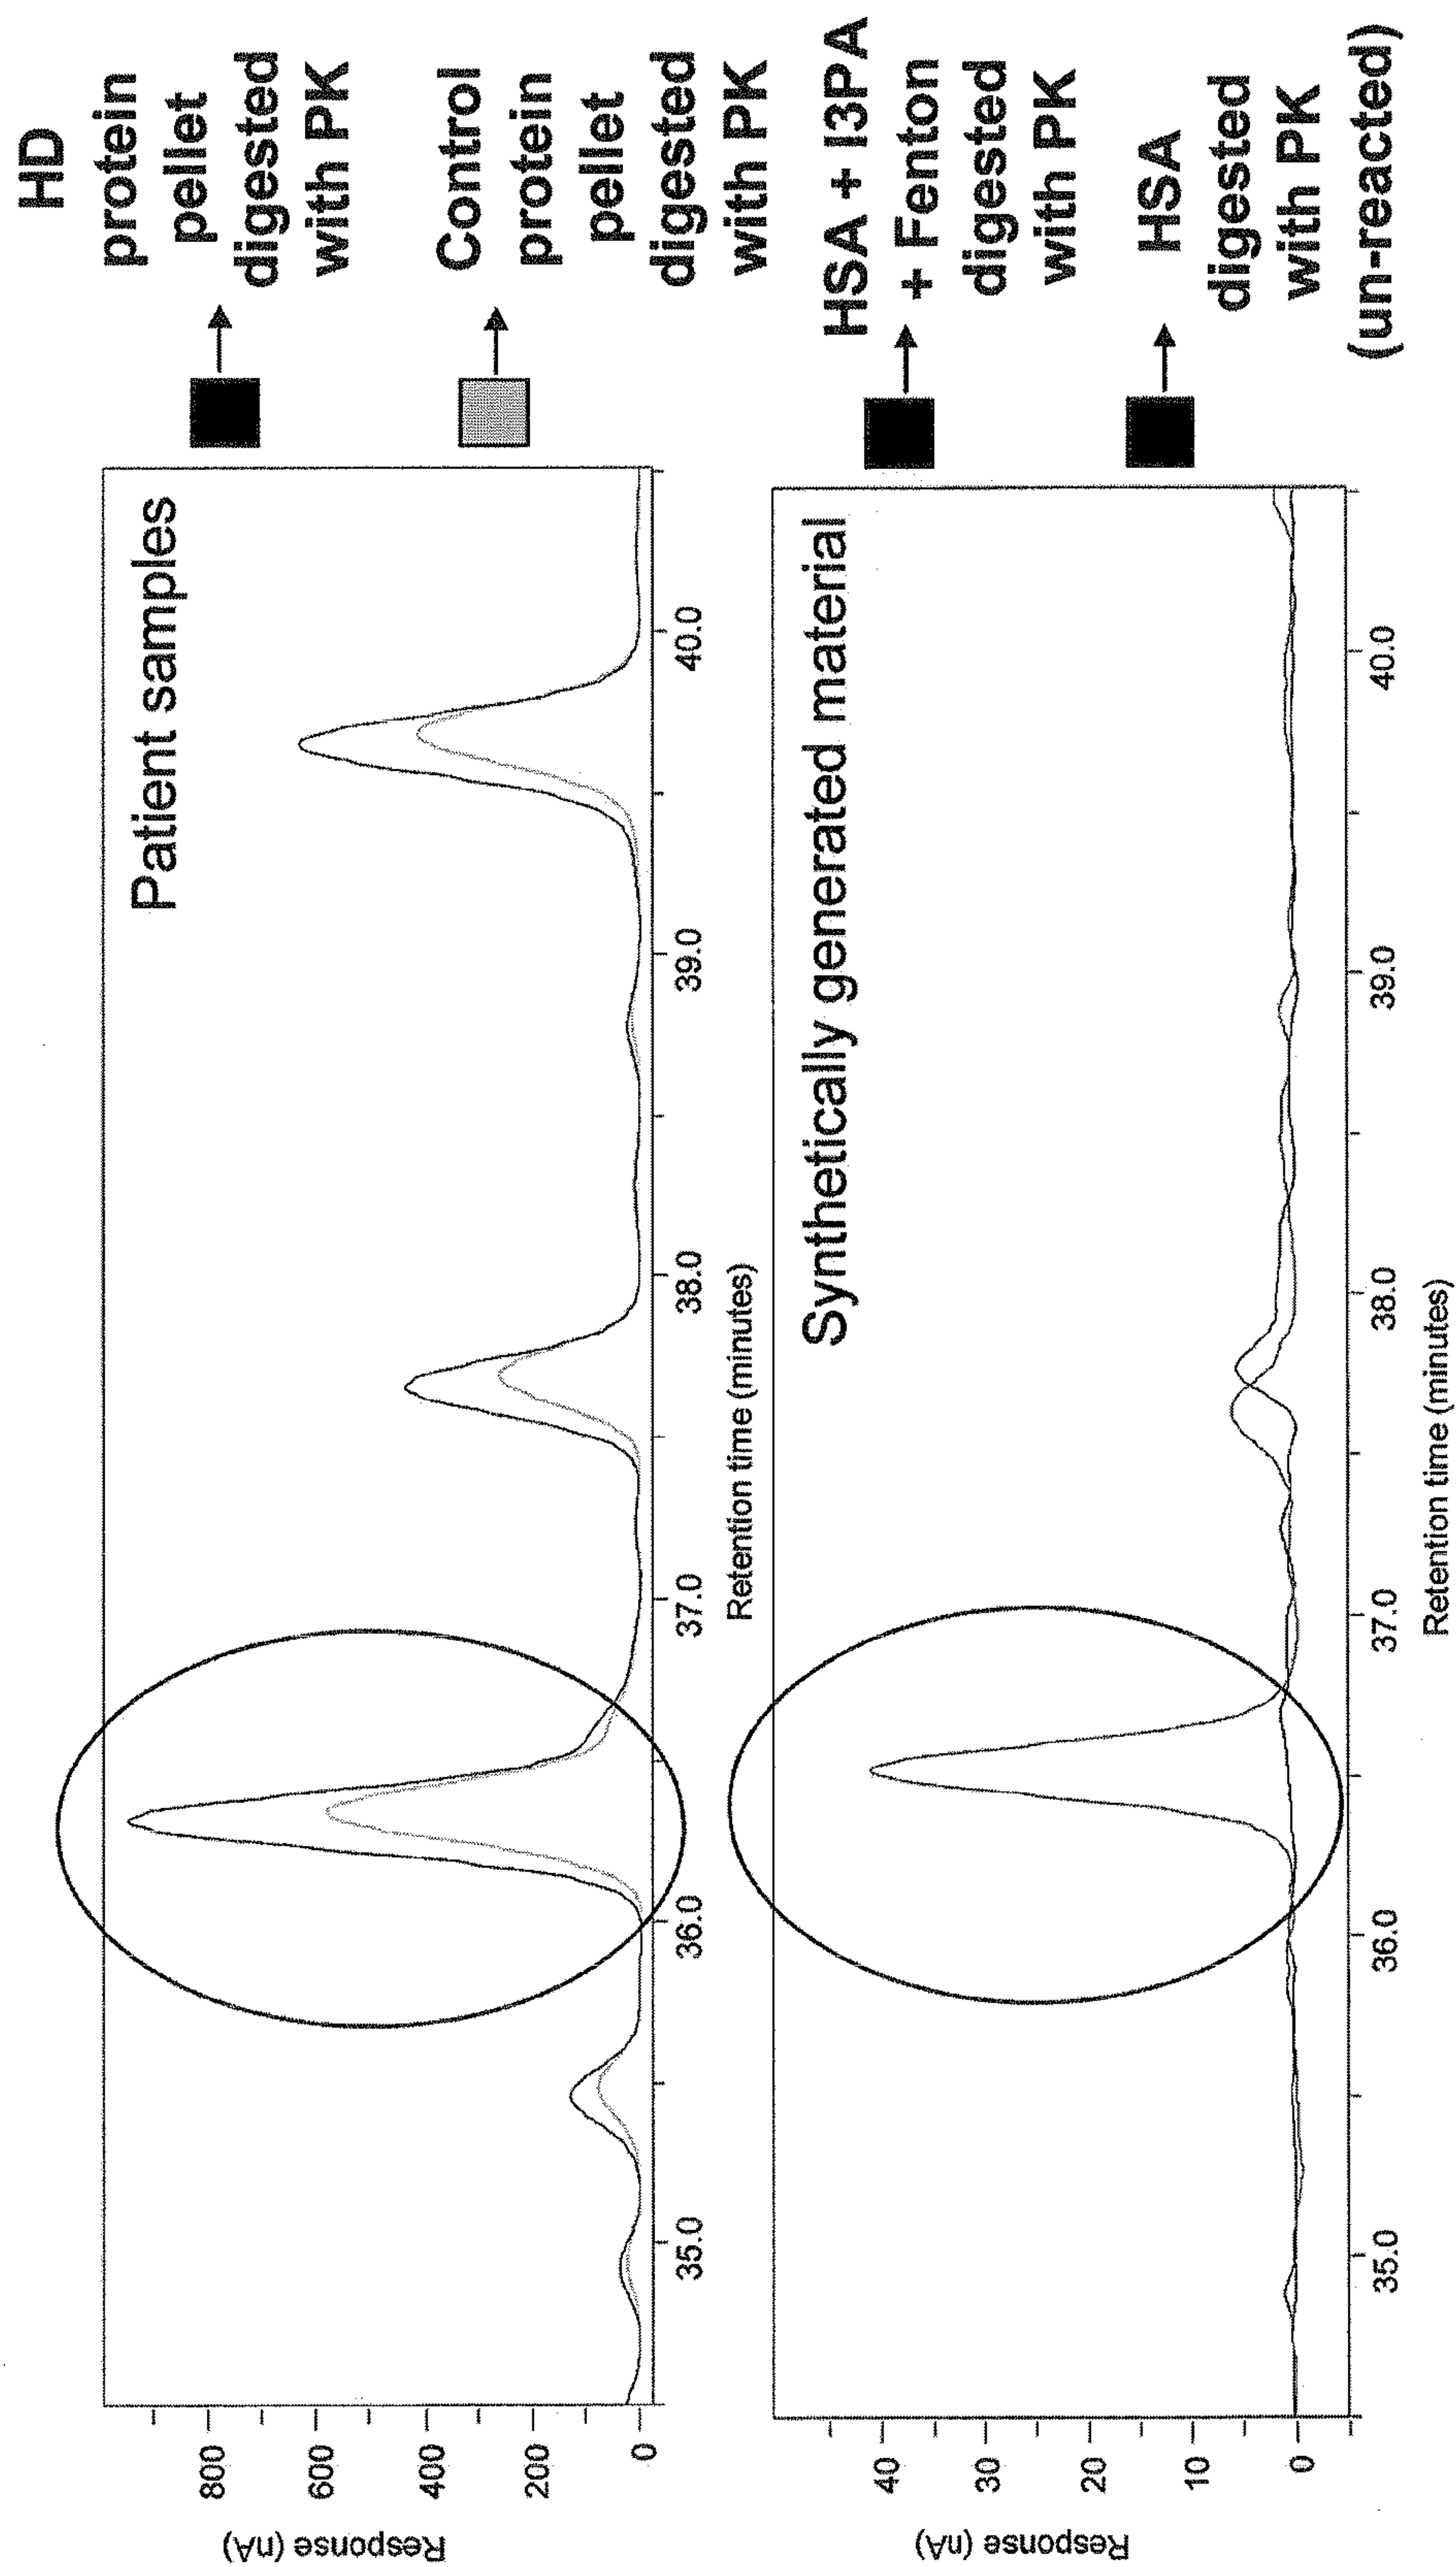 Patient samples
Response (nA)
800
600
400
200
0
35.0
36.0
37.0
38.0
39.0
40.0
Retention time (minutes)
HD
protein
pellet
digested
with PK
Control
protein
pellet
digested
with PK
Synthetically generated material
Response (nA)
40
30
20
10
0
35.0
36.0
37.0
38.0
39.0
40.0
Retention time (minutes)
HSA + I3PA
+ Fenton
digested
with PK
HSA
digested
with PK
(un-reacted)